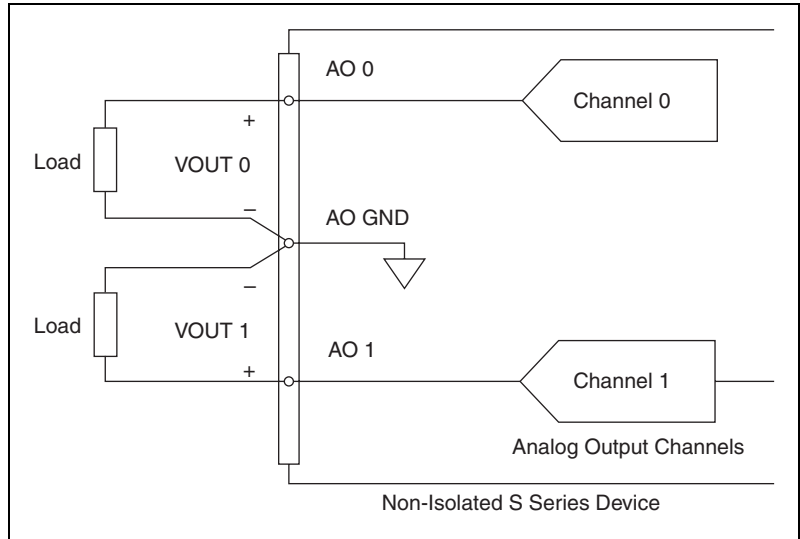 AO 0
Channel 0
+
Load
VOUT 0
–
AO GND
–
Load
VOUT 1
AO 1
+
Channel 1
Analog Output Channels
Non-Isolated S Series Device